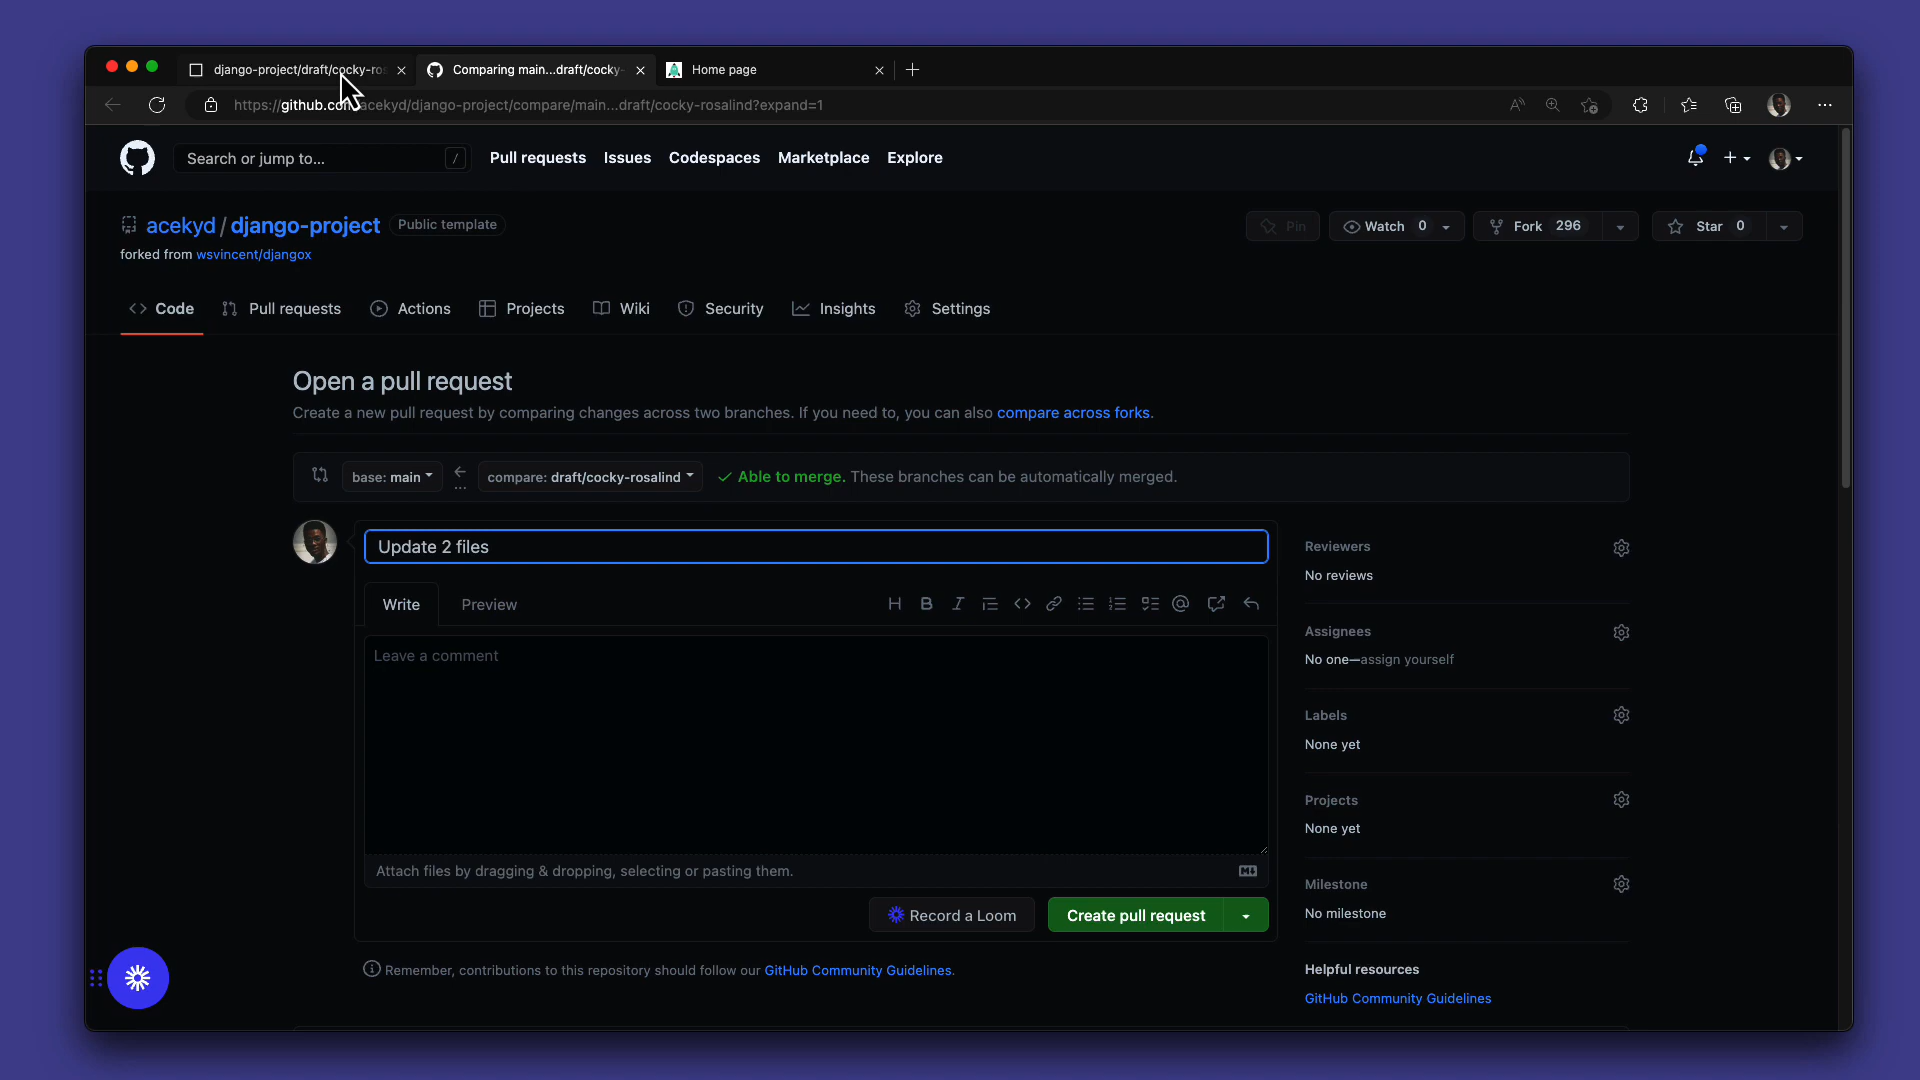 django-project/draft/cocky-ros
Comparing main...draft/cocky-
Home page
https://github.com/acekyd/django-project/compare/main...draft/cocky-rosalind?expand=1
Search or jump to...
/
Pull requests
Issues
Codespaces
Marketplace
Explore
acekyd / django-project
Public template
forked from wsvincent/djangox
Pin
Watch 0
Fork 296
Star 0
Code
Pull requests
Actions
Projects
Wiki
Security
Insights
Settings
Open a pull request
Create a new pull request by comparing changes across two branches. If you need to, you can also compare across forks.
base: main
compare: draft/cocky-rosalind
Able to merge. These branches can be automatically merged.
Update 2 files
Write
Preview
Leave a comment
Attach files by dragging & dropping, selecting or pasting them.
Record a Loom
Create pull request
Remember, contributions to this repository should follow our GitHub Community Guidelines.
Reviewers
No reviews
Assignees
No one—assign yourself
Labels
None yet
Projects
None yet
Milestone
No milestone
Helpful resources
GitHub Community Guidelines